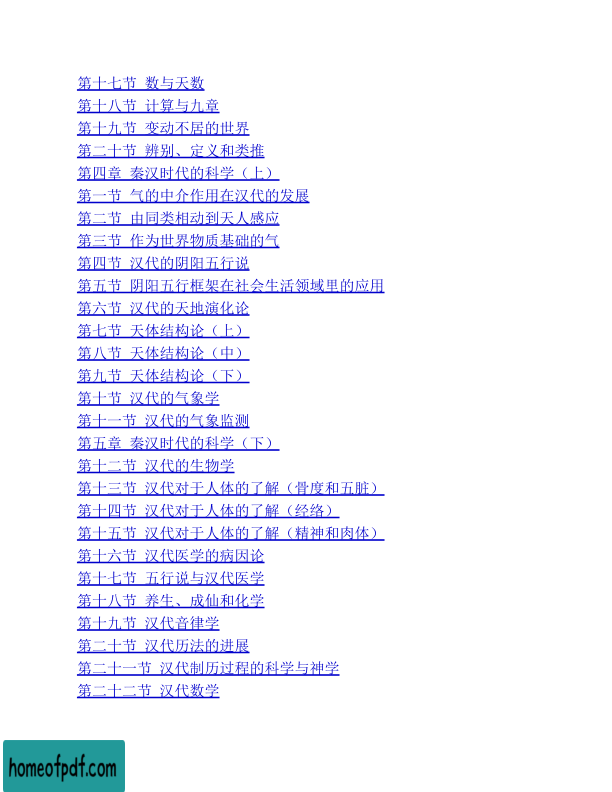 第十七节 数与天数
第十八节 计算与九章
第十九节 变动不居的世界
第二十节 辨别、定义和类推
第四章 秦汉时代的科学（上）
第一节 气的中介作用在汉代的发展
第二节 由同类相动到天人感应
第三节 作为世界物质基础的气
第四节 汉代的阴阳五行说
第五节 阴阳五行框架在社会生活领域里的应用
第六节 汉代的天地演化论
第七节 天体结构论（上）
第八节 天体结构论（中）
第九节 天体结构论（下）
第十节 汉代的气象学
第十一节 汉代的气象监测
第五章 秦汉时代的科学（下）
第十二节 汉代的生物学
第十三节 汉代对于人体的了解（骨度和五脏）
第十四节 汉代对于人体的了解（经络）
第十五节 汉代对于人体的了解（精神和肉体）
第十六节 汉代医学的病因论
第十七节 五行说与汉代医学
第十八节 养生、成仙和化学
第十九节 汉代音律学
第二十节 汉代历法的进展
第二十一节 汉代制历过程的科学与神学
第二十二节 汉代数学
homeofpdf.com